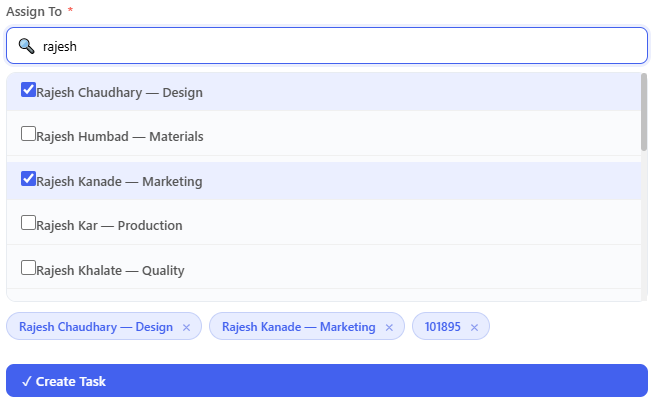 Assign To *
rajesh
Rajesh Chaudhary — Design
Rajesh Humbad — Materials
Rajesh Kanade — Marketing
Rajesh Kar — Production
Rajesh Khalate — Quality
Rajesh Chaudhary — Design × Rajesh Kanade — Marketing × 101895 ×
✓ Create Task